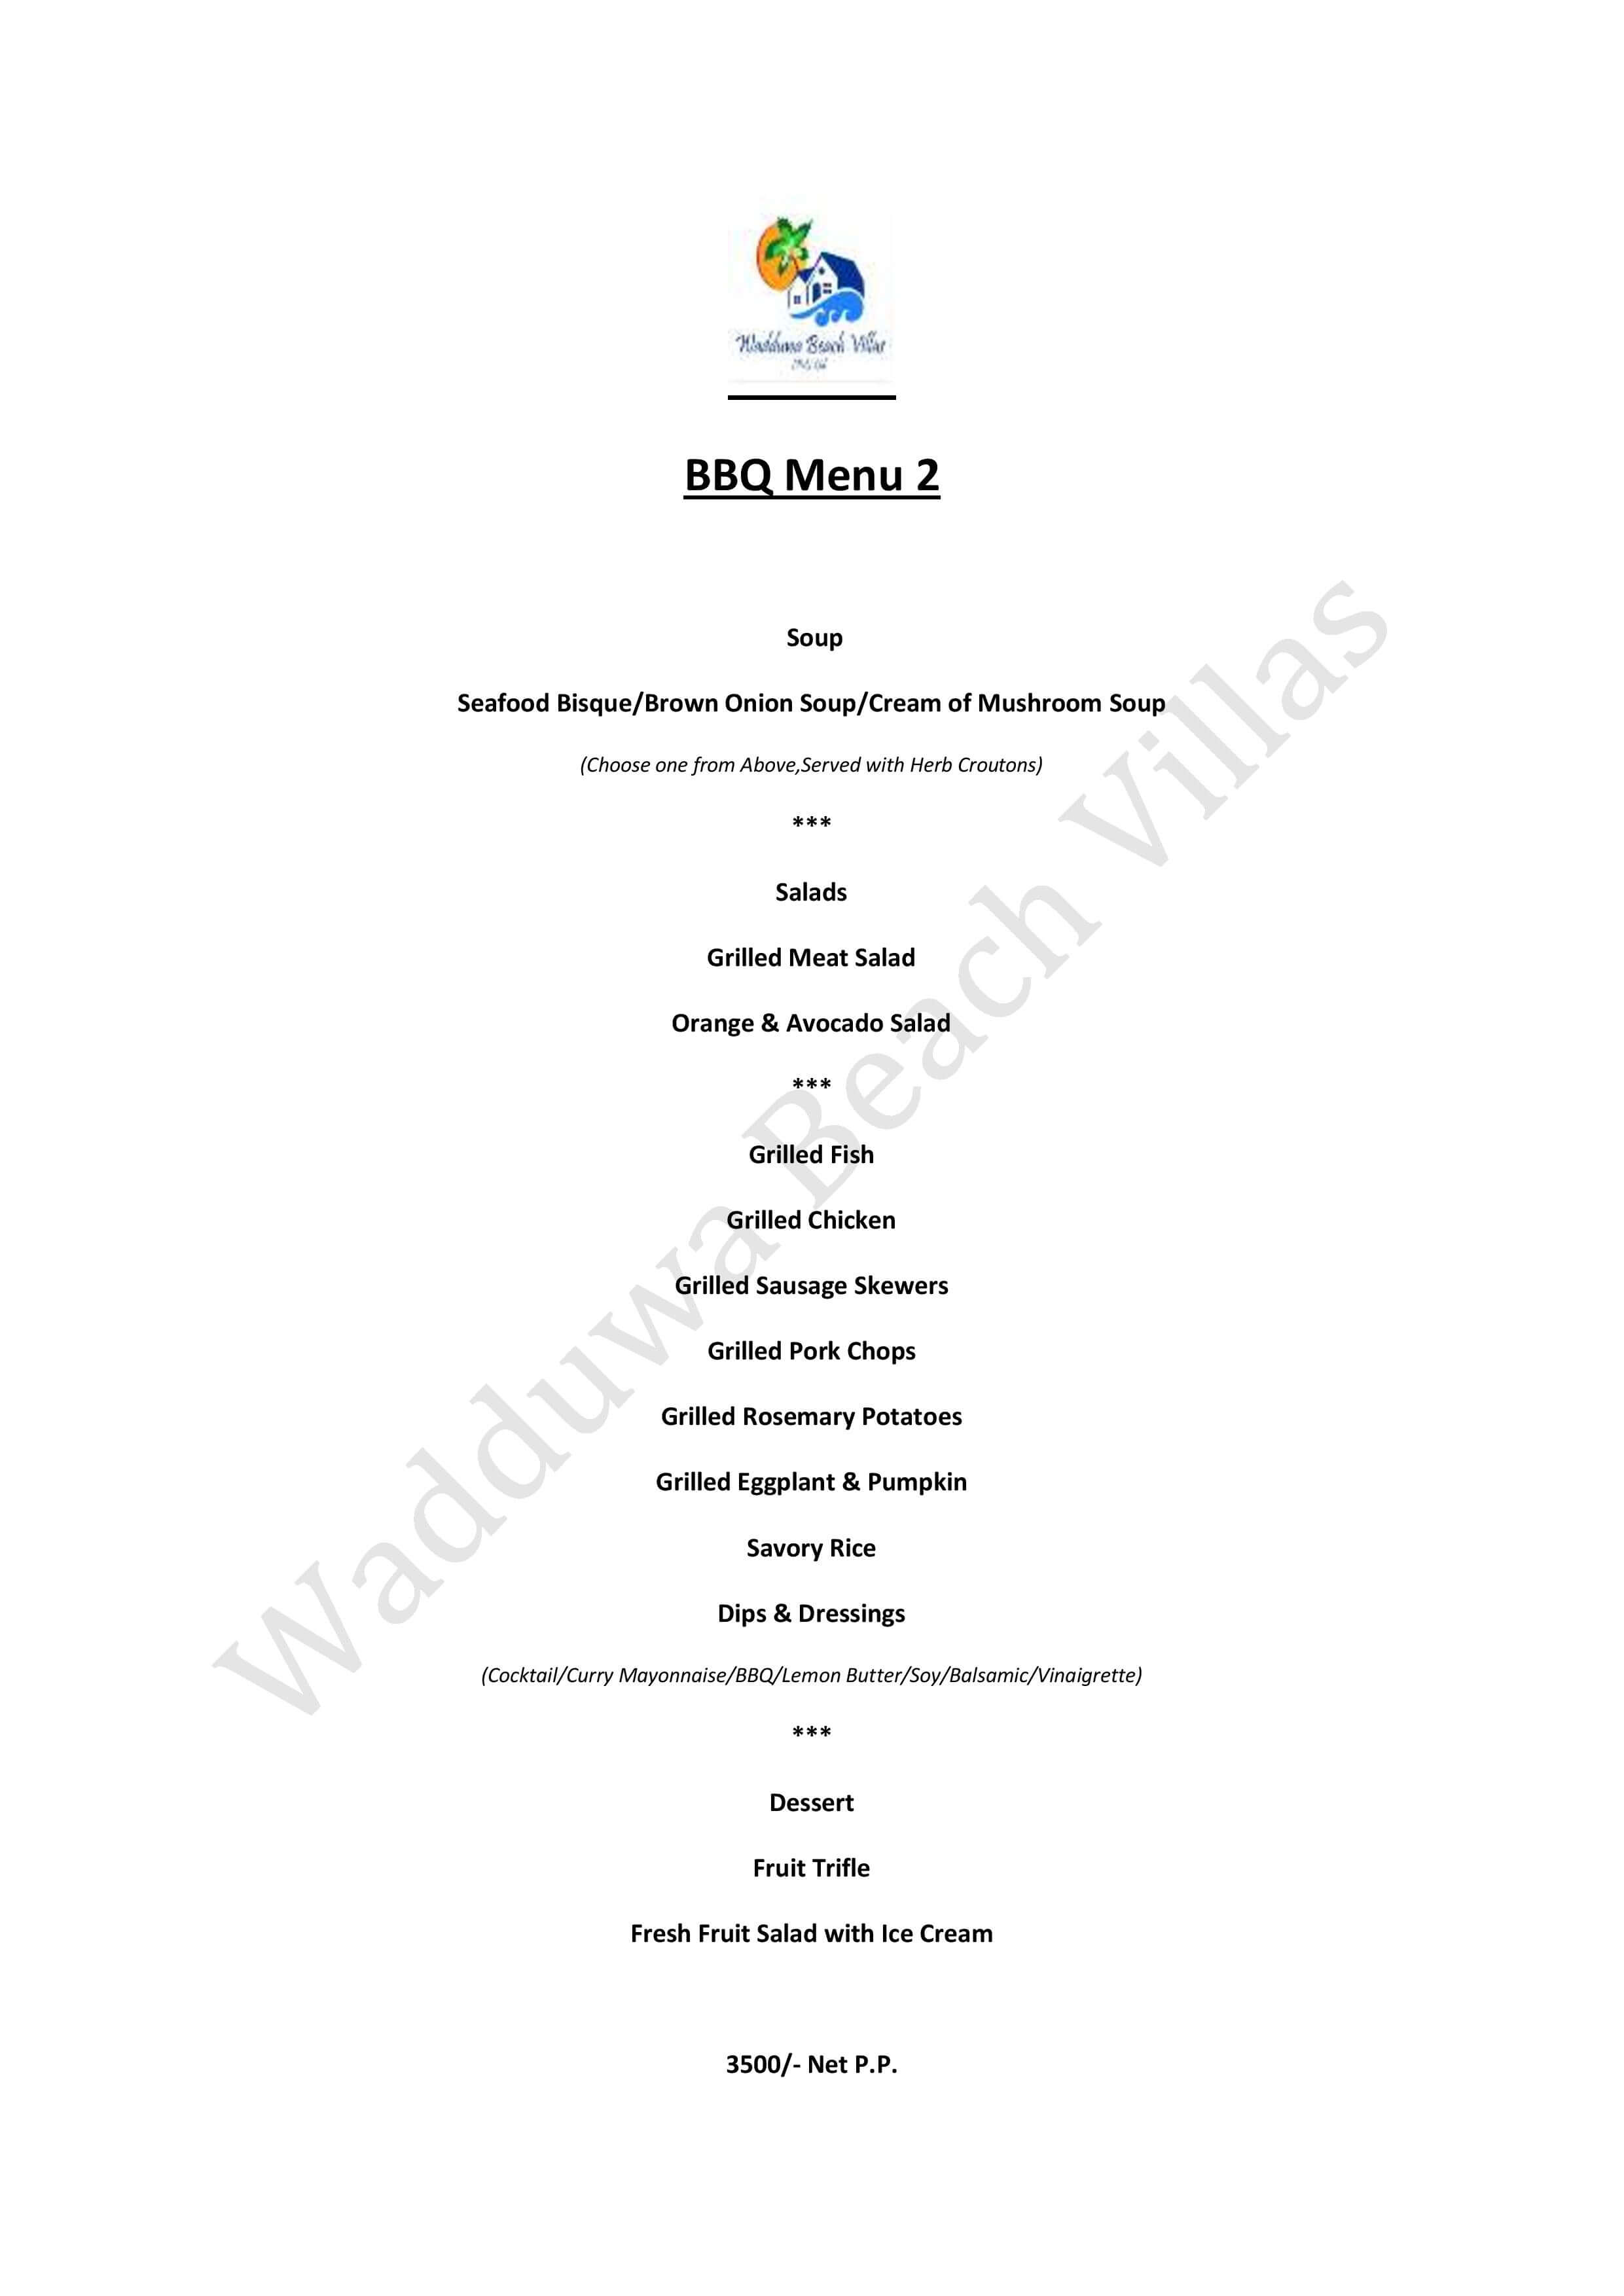 Wadduwa Beach Villas
BBQ Menu 2
Soup
Seafood Bisque/Brown Onion Soup/Cream of Mushroom Soup
(Choose one from Above,Served with Herb Croutons)
***
Salads
Grilled Meat Salad
Orange & Avocado Salad
***
Grilled Fish
Grilled Chicken
Grilled Sausage Skewers
Grilled Pork Chops
Grilled Rosemary Potatoes
Grilled Eggplant & Pumpkin
Savory Rice
Dips & Dressings
(Cocktail/Curry Mayonnaise/BBQ/Lemon Butter/Soy/Balsamic/Vinaigrette)
***
Dessert
Fruit Trifle
Fresh Fruit Salad with Ice Cream
3500/- Net P.P.
Wadduwa Beach Villas